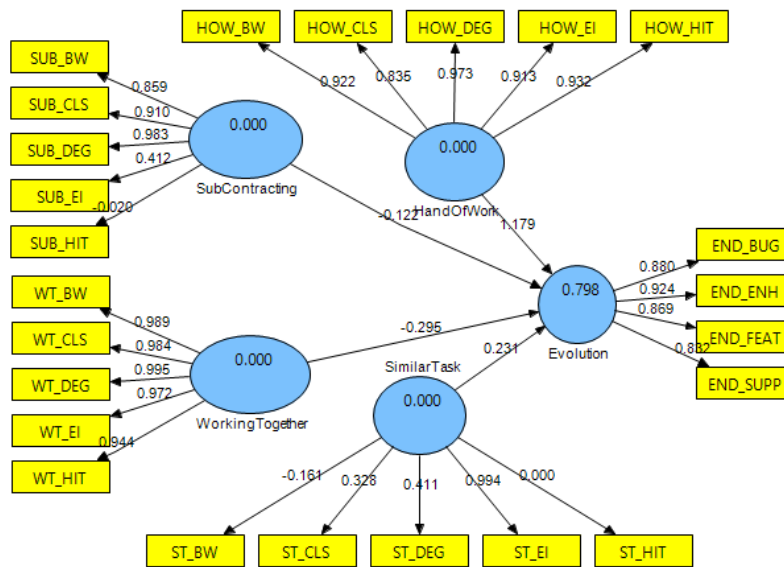 HOW_BW
HOW_CLS
HOW_DEG
HOW_EI
HOW_HIT
0.922
0.835
0.973
0.913
0.932
0.000
HandOfWork
SUB_BW
SUB_CLS
SUB_DEG
SUB_EI
SUB_HIT
0.859
0.910
0.983
0.412
-0.020
0.000
SubContracting
-0.122
1.179
WT_BW
WT_CLS
WT_DEG
WT_EI
WT_HIT
0.989
0.984
0.995
0.972
0.944
0.000
WorkingTogether
-0.295
0.231
0.798
Evolution
0.880
0.924
0.869
0.832
END_BUG
END_ENH
END_FEAT
END_SUPP
SimilarTask
0.000
-0.161
0.328
0.411
0.994
0.000
ST_BW
ST_CLS
ST_DEG
ST_EI
ST_HIT